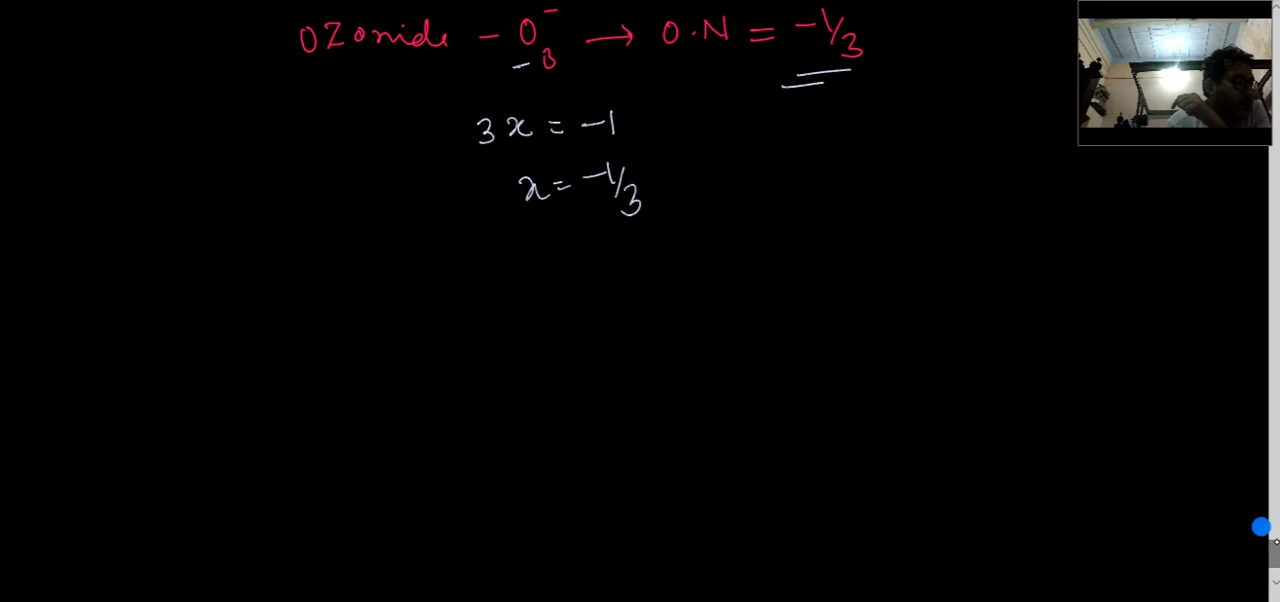 Ozonide - O₃⁻ → O.N = -1/3
3x = -1
x = -1/3